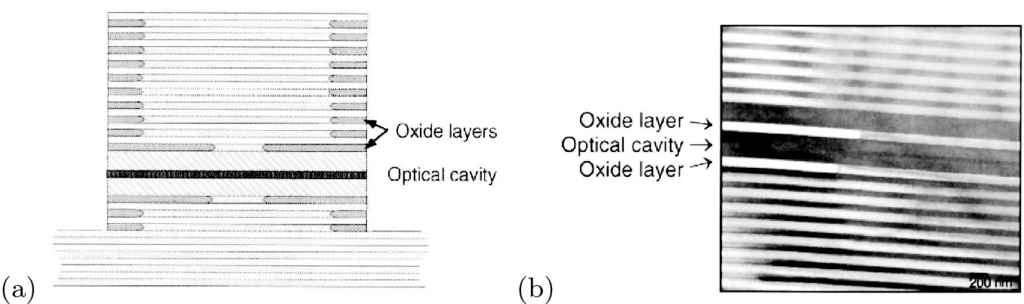 Oxide layers
Optical cavity
(a)
Oxide layer
Optical cavity
Oxide layer
200 nm
(b)